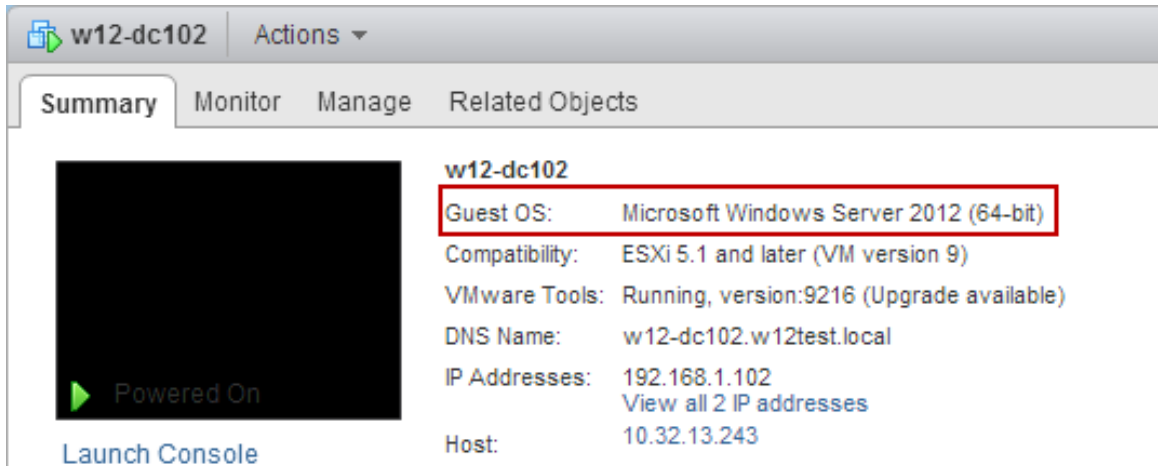 w12-dc102 Actions
Summary Monitor Manage Related Objects
w12-dc102
Guest OS: Microsoft Windows Server 2012 (64-bit)
Compatibility: ESXi 5.1 and later (VM version 9)
VMware Tools: Running, version:9216 (Upgrade available)
DNS Name: w12-dc102.w12test.local
IP Addresses: 192.168.1.102
View all 2 IP addresses
Host: 10.32.13.243
Powered On
Launch Console